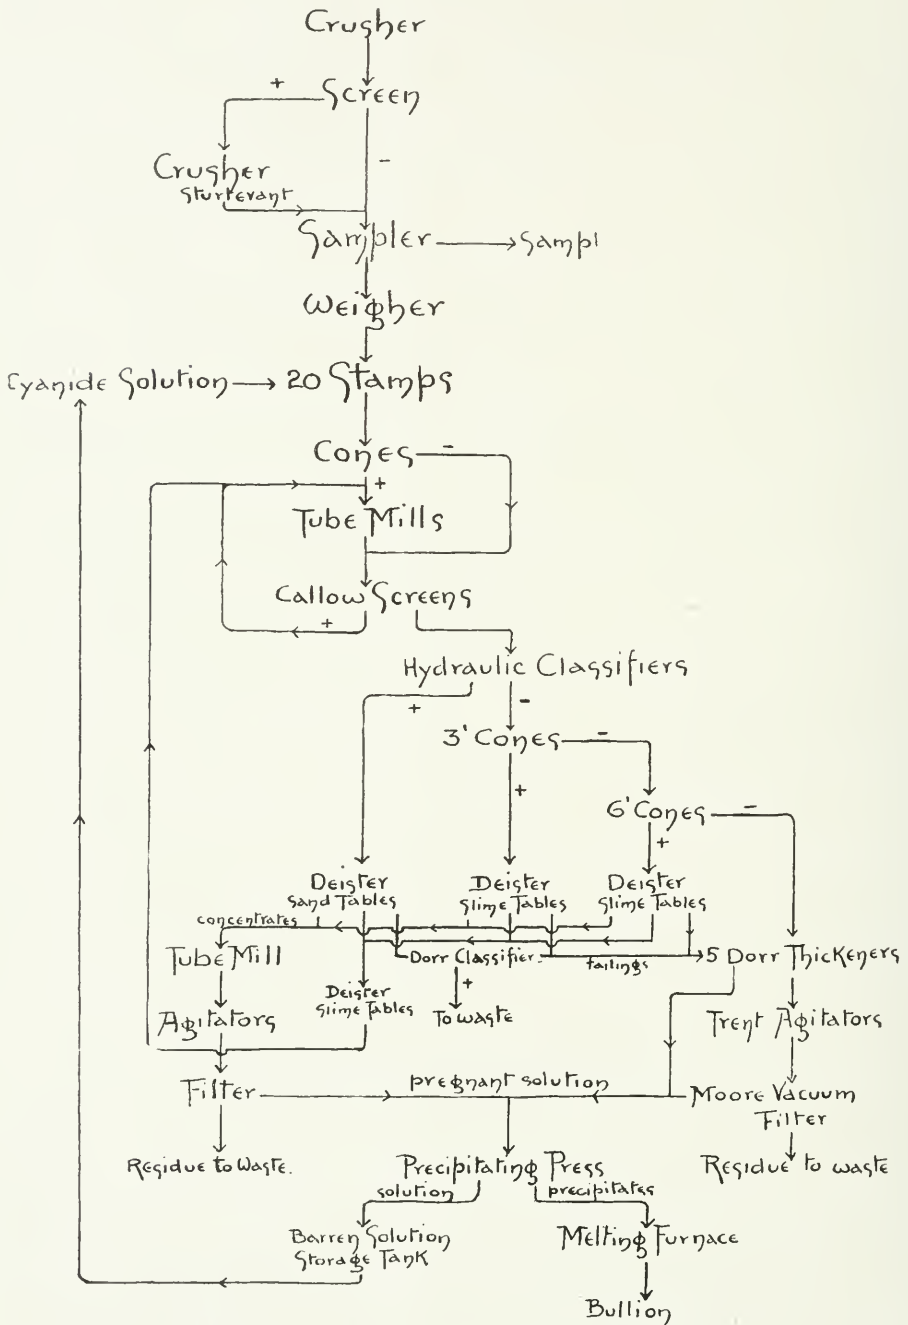 Crusher
+
Screen
-
Crusher
Sturtevant
Sampler
Sampl
Weigher
Cyanide Solution
20 Stamps
Cones
-
+
Tube Mills
Callow Screens
+
Hydraulic Classifiers
+
-
3' Cones
-
+
6' Cones
-
+
Deister
Sand Tables
Deister
Slime Tables
Deister
Slime Tables
concentrates
Tube Mill
Dorr Classifier
tailings
5 Dorr Thickeners
+
Deister
Slime Tables
To waste
Agitators
Trent Agitators
Filter
pregnant solution
Moore Vacuum
Filter
Residue to Waste.
Precipitating Press
Residue to waste
solution
precipitates
Barren Solution
Storage Tank
Melting Furnace
Bullion